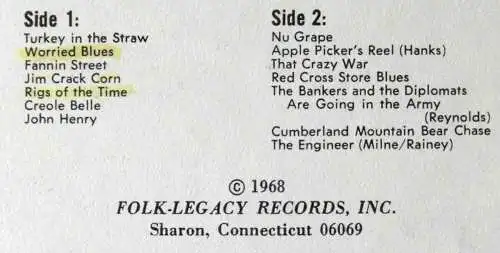 Side 1:
Turkey in the Straw
Worried Blues
Fannin Street
Jim Crack Corn
Rigs of the Time
Creole Belle
John Henry
Side 2:
Nu Grape
Apple Picker's Reel (Hanks)
That Crazy War
Red Cross Store Blues
The Bankers and the Diplomats
Are Going in the Army
(Reynolds)
Cumberland Mountain Bear Chase
The Engineer (Milne/Rainey)
© 1968
FOLK-LEGACY RECORDS, INC.
Sharon, Connecticut 06069